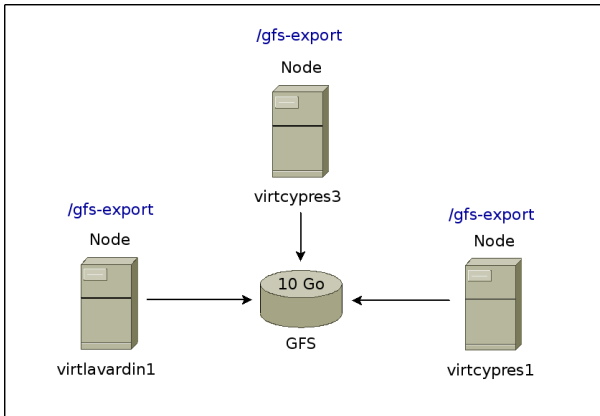 /gfs-export
Node
virtcypres3
/gfs-export
Node
virtlavardin1
10 Go
GFS
/gfs-export
Node
virtcypres1